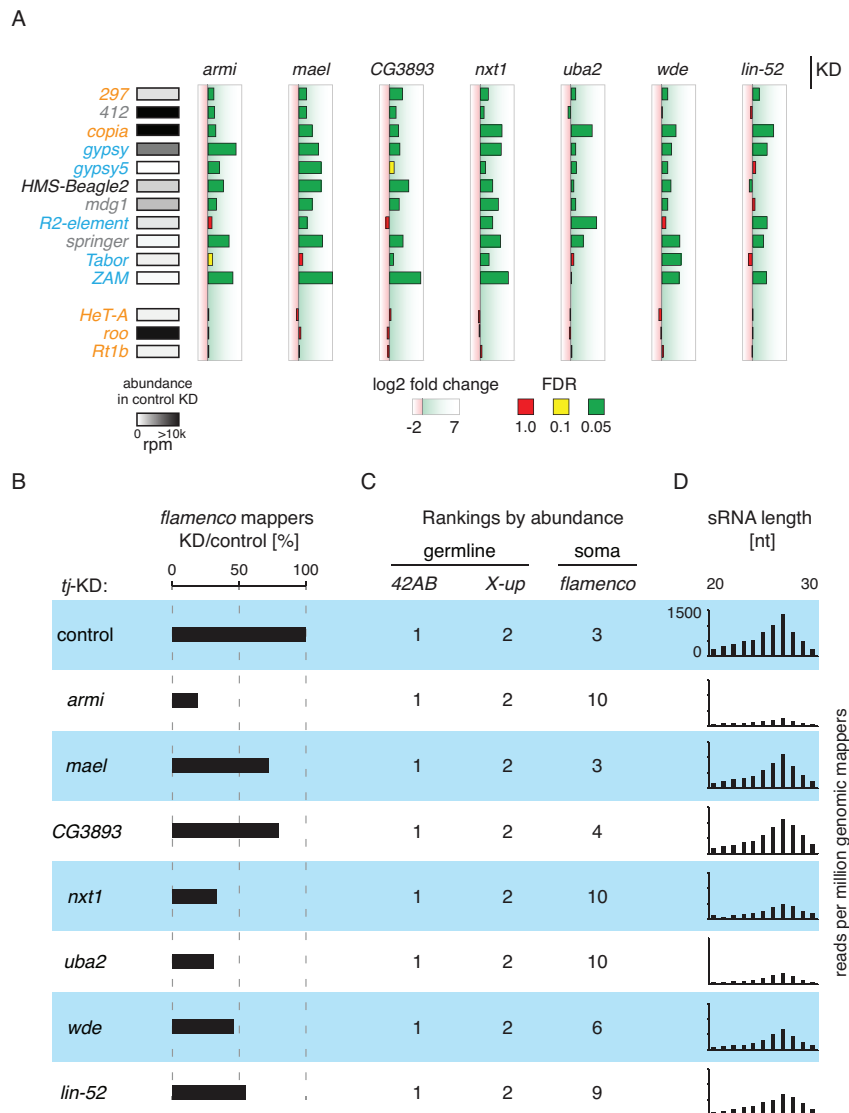 A
armi mael CG3893 nxt1 uba2 wde lin-52 KD
297
412
copia
gypsy
gypsy5
HMS-Beagle2
mdg1
R2-element
springer
Tabor
ZAM
HeT-A
roo
Rt1b
abundance
in control KD
0 >10k
rpm
log2 fold change
-2 7
FDR
1.0 0.1 0.05
B
flamenco mappers
KD/control [%]
0 50 100
tj-KD:
C
Rankings by abundance
germline soma
42AB X-up flamenco
D
sRNA length
[nt]
20 30
control 1 2 3
1500
0
armi 1 2 10
mael 1 2 3
CG3893 1 2 4
nxt1 1 2 10
uba2 1 2 10
wde 1 2 6
lin-52 1 2 9
reads per million genomic mappers